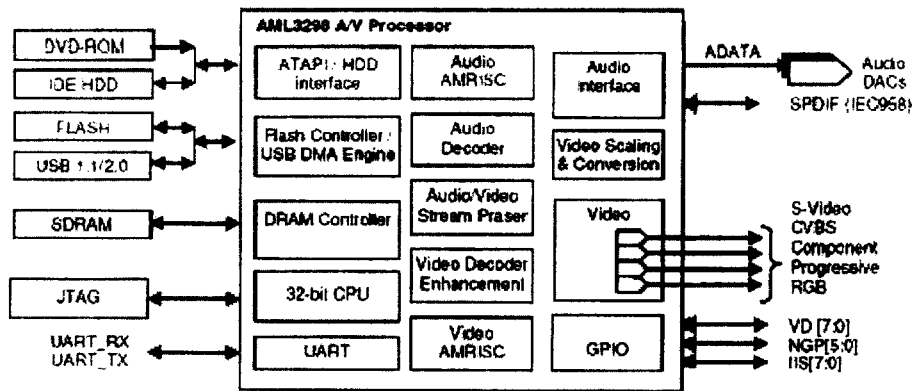 AML3298 A/V Processor
DVD-ROM
IDE HDD
FLASH
USB 1.1/2.0
SDRAM
JTAG
UART_RX
UART_TX
ATAPI / HDD
interface
Flash Controller /
USB DMA Engine
DRAM Controller
32-bit CPU
UART
Audio
AMRISC
Audio
Decoder
Audio/Video
Stream Praser
Video Decoder
Enhancement
Video
AMRISC
Audio
interface
Video Scaling
& Conversion
Video
GPIO
ADATA
Audio
DACs
SPDIF (IEC958)
S-Video
CVBS
Component
Progressive
RGB
VD [7:0]
NGP[5:0]
IIS[7:0]